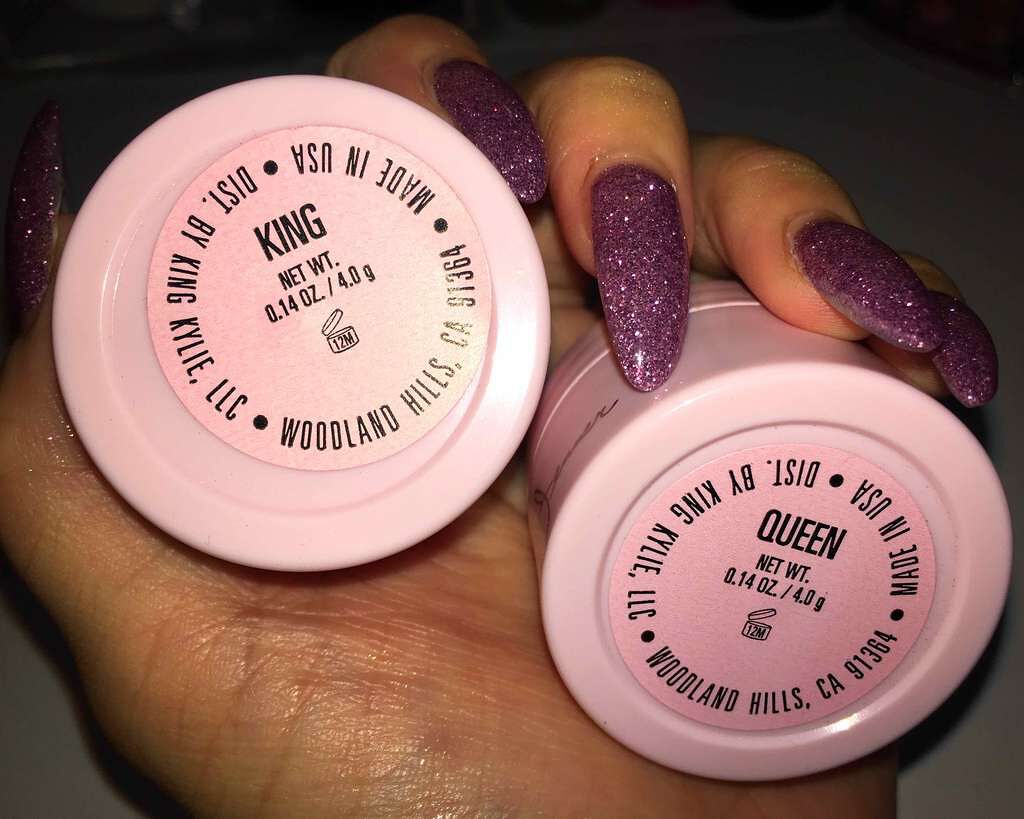 KING
NET WT.
0.14 OZ. / 4.0 g
12M
DIST. BY KING KYLIE, LLC • WOODLAND HILLS, CA 91364 • MADE IN USA •
QUEEN
NET WT.
0.14 OZ. / 4.0 g
12M
DIST. BY KING KYLIE, LLC • WOODLAND HILLS, CA 91364 • MADE IN USA •